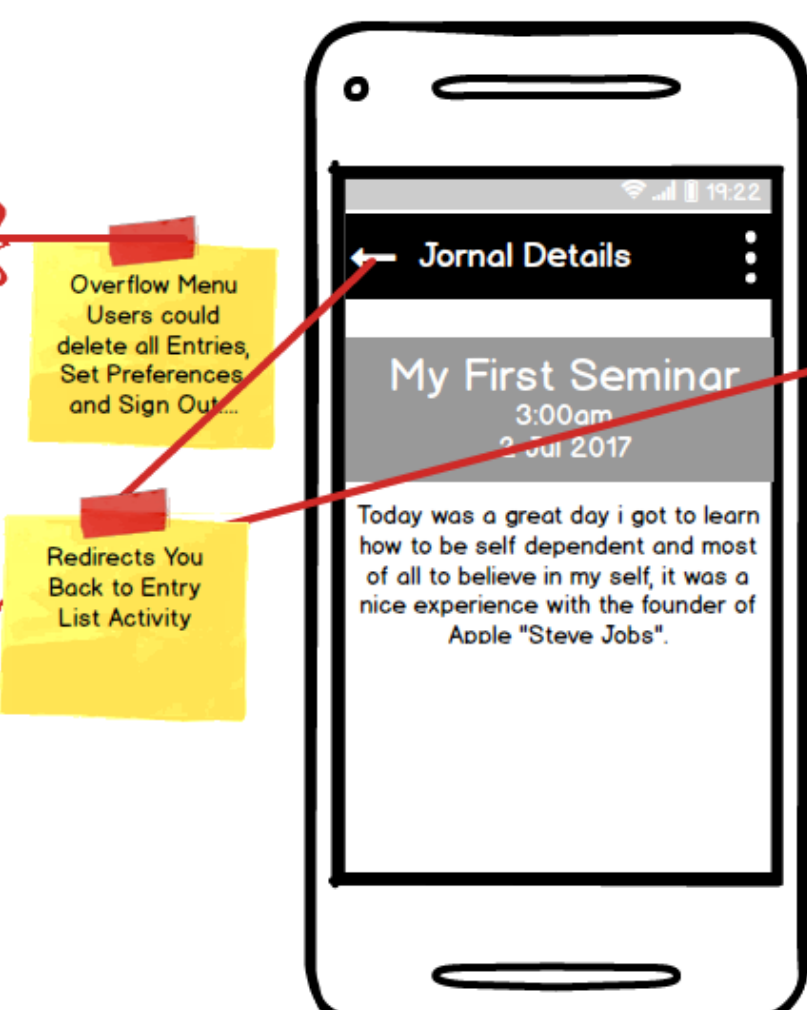 19:22
Jornal Details
Overflow Menu
Users could
delete all Entries,
Set Preferences
and Sign Out....
My First Seminar
3:00am
2 Jul 2017
Redirects You
Back to Entry
List Activity
Today was a great day i got to learn
how to be self dependent and most
of all to believe in my self, it was a
nice experience with the founder of
Apple "Steve Jobs".